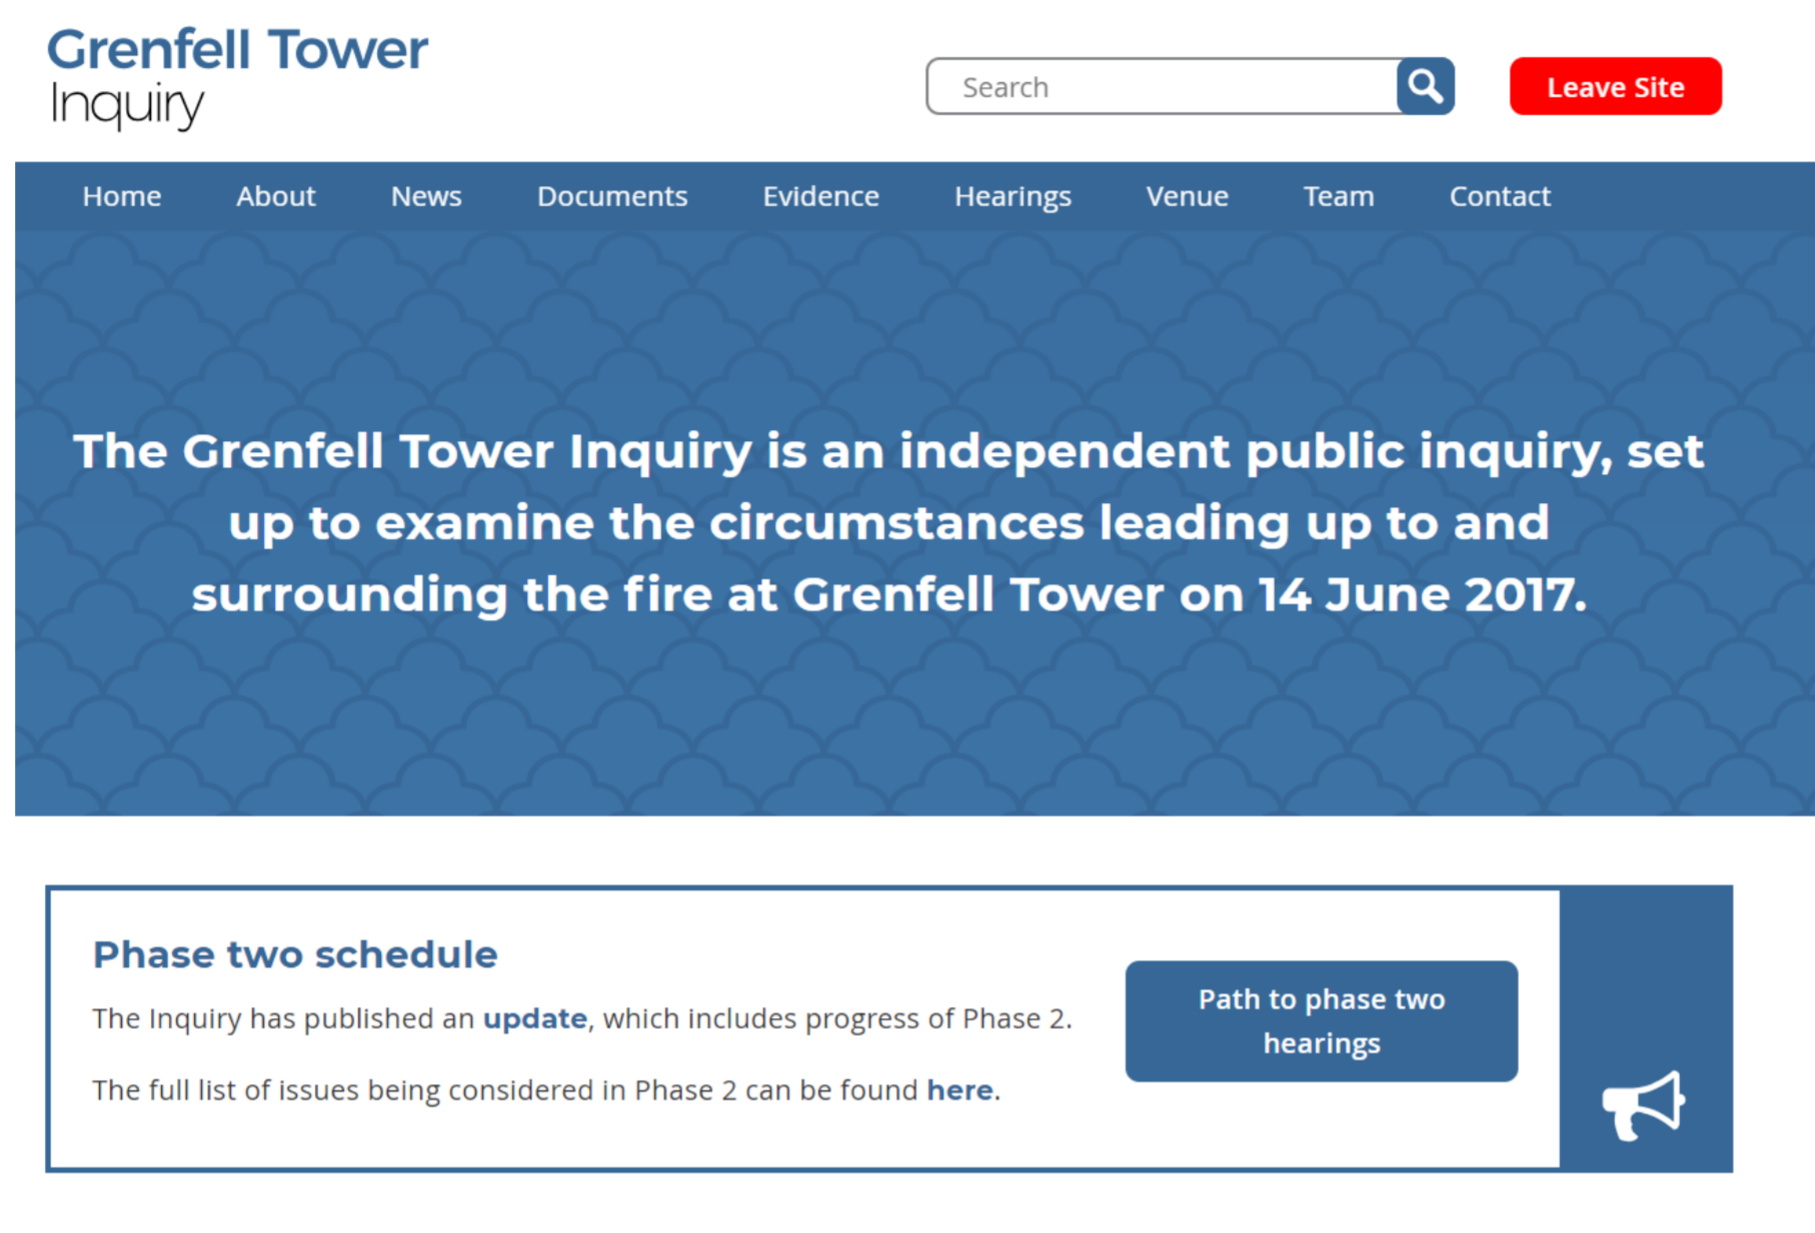 Grenfell Tower
Inquiry
Search
Leave Site
Home About News Documents Evidence Hearings Venue Team Contact
The Grenfell Tower Inquiry is an independent public inquiry, set
up to examine the circumstances leading up to and
surrounding the fire at Grenfell Tower on 14 June 2017.
Phase two schedule
The Inquiry has published an update, which includes progress of Phase 2.
The full list of issues being considered in Phase 2 can be found here.
Path to phase two
hearings